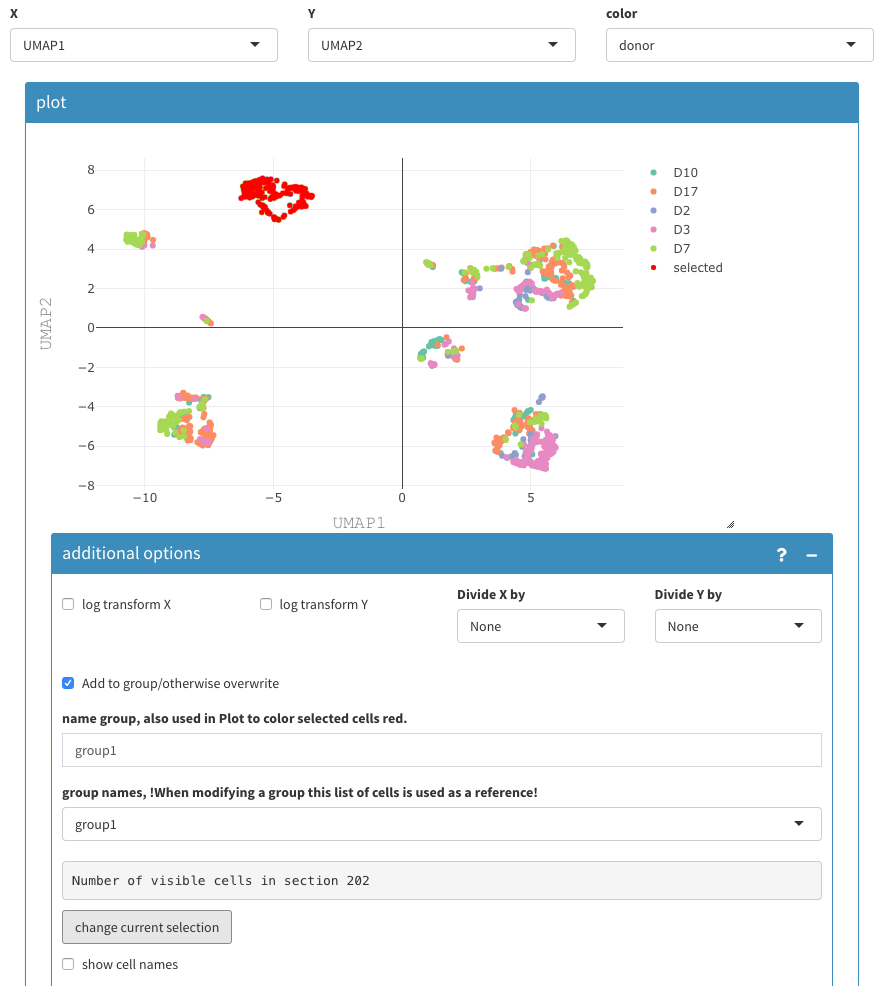 X Y color
UMAP1 UMAP2 donor
plot
8
6
4
2
0
−2
−4
−6
−8
−10 −5 0 5
UMAP1
UMAP2
D10
D17
D2
D3
D7
selected
additional options ? −
Divide X by Divide Y by
log transform X log transform Y
None None
Add to group/otherwise overwrite
name group, also used in Plot to color selected cells red.
group1
group names, !When modifying a group this list of cells is used as a reference!
group1
Number of visible cells in section 202
change current selection
show cell names